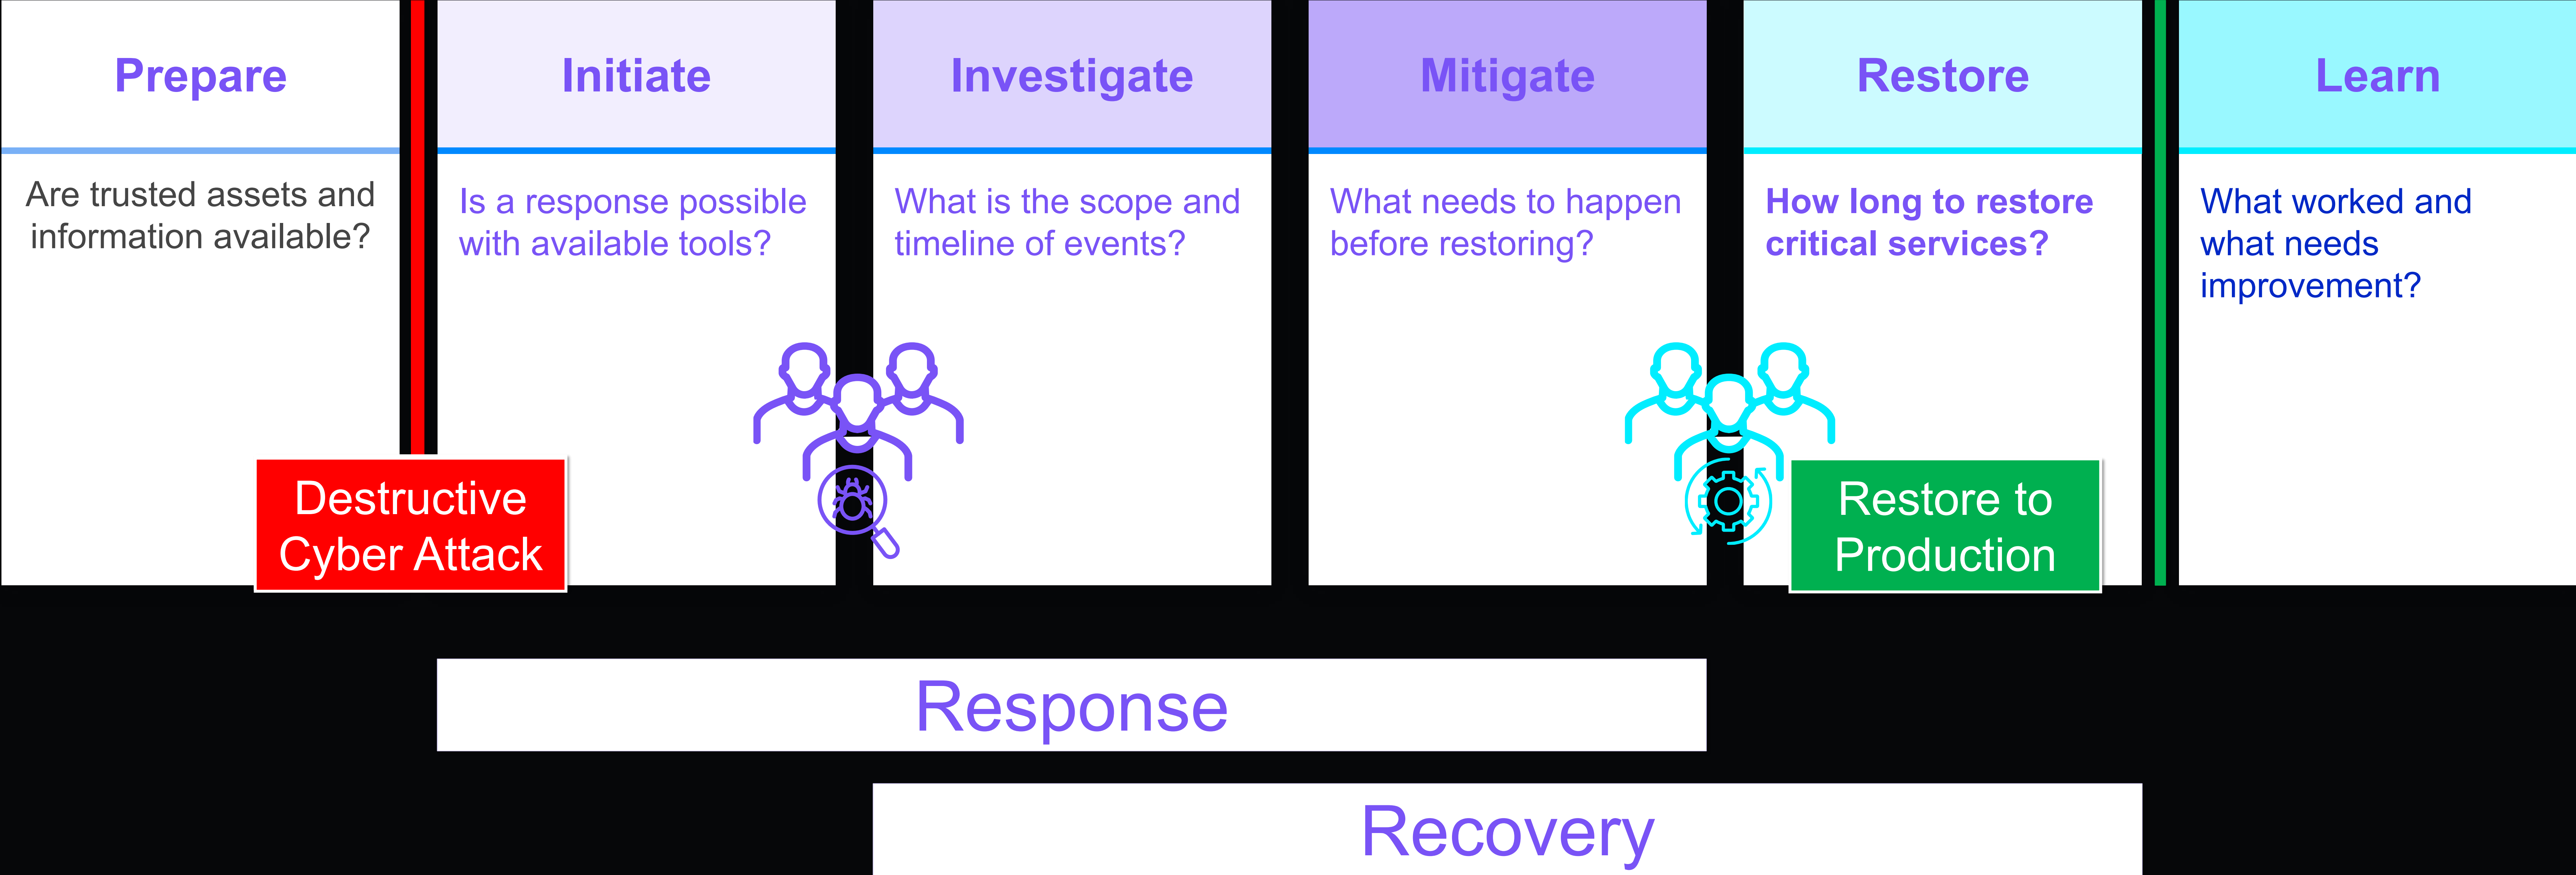 Prepare
Initiate
Investigate
Mitigate
Restore
Learn
Are trusted assets and
information available?
Is a response possible
with available tools?
What is the scope and
timeline of events?
What needs to happen
before restoring?
How long to restore
critical services?
What worked and
what needs
improvement?
Destructive
Cyber Attack
Restore to
Production
Response
Recovery